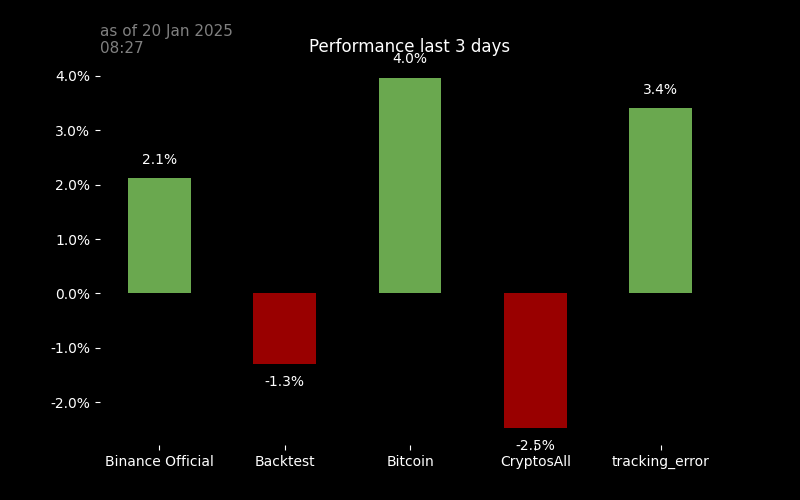 as of 20 Jan 2025
08:27
Performance last 3 days
4.0%
4.0%
3.4%
3.0%
2.1%
2.0%
1.0%
0.0%
-1.0%
-1.3%
-2.0%
-2.5%
Binance Official
Backtest
Bitcoin
CryptosAll
tracking_error